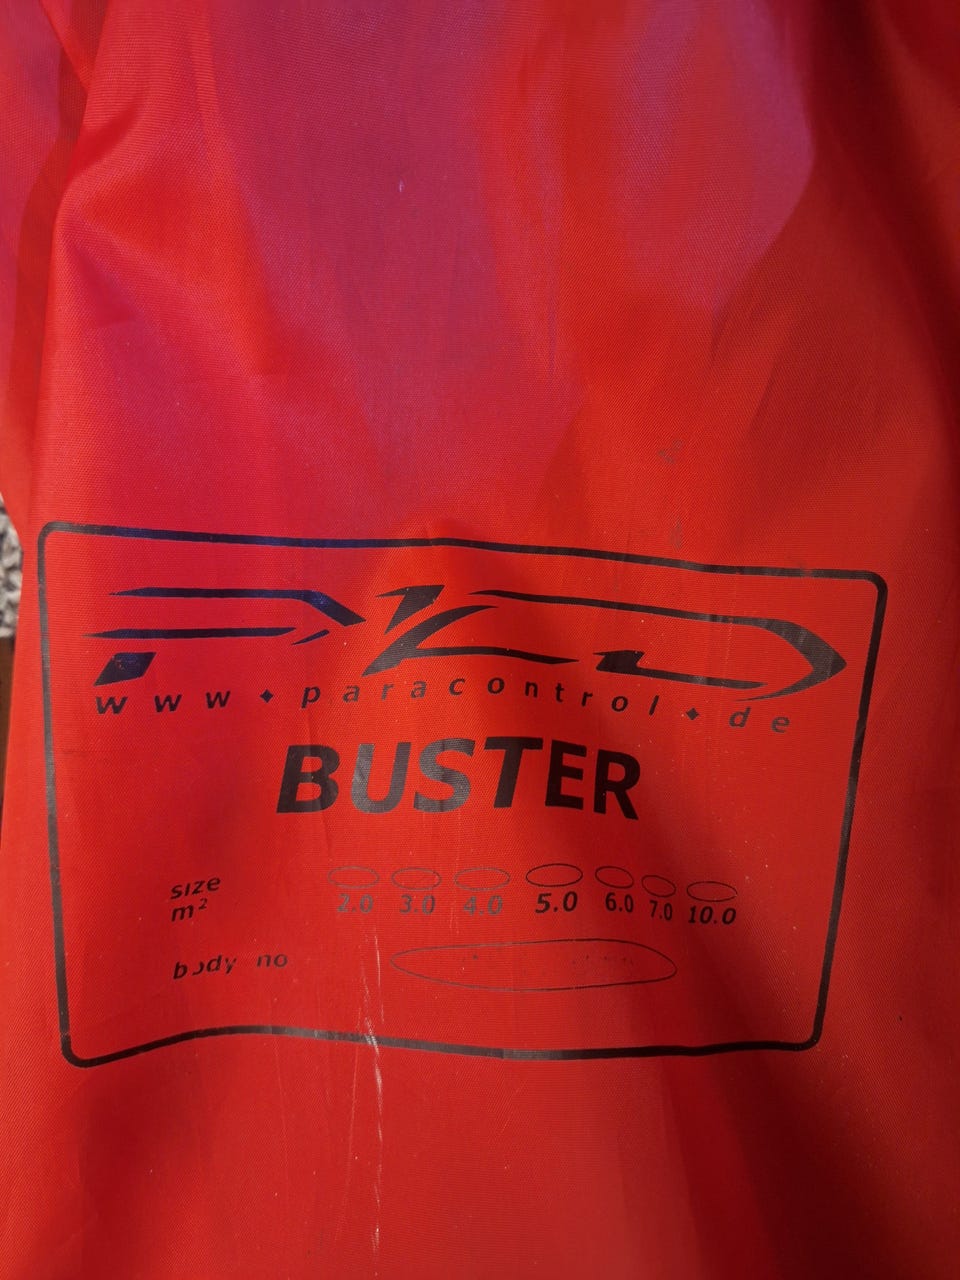 PKD
www.paracontrol.de
BUSTER
size
m² 2.0 3.0 4.0 5.0 6.0 7.0 10.0
body no